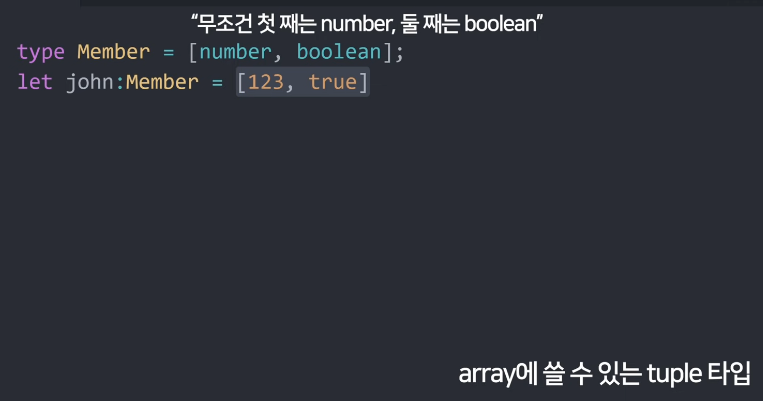 “무조건 첫 째는 number, 둘 째는 boolean”
type Member = [number, boolean];
let john:Member = [123, true]
array에 쓸 수 있는 tuple 타입